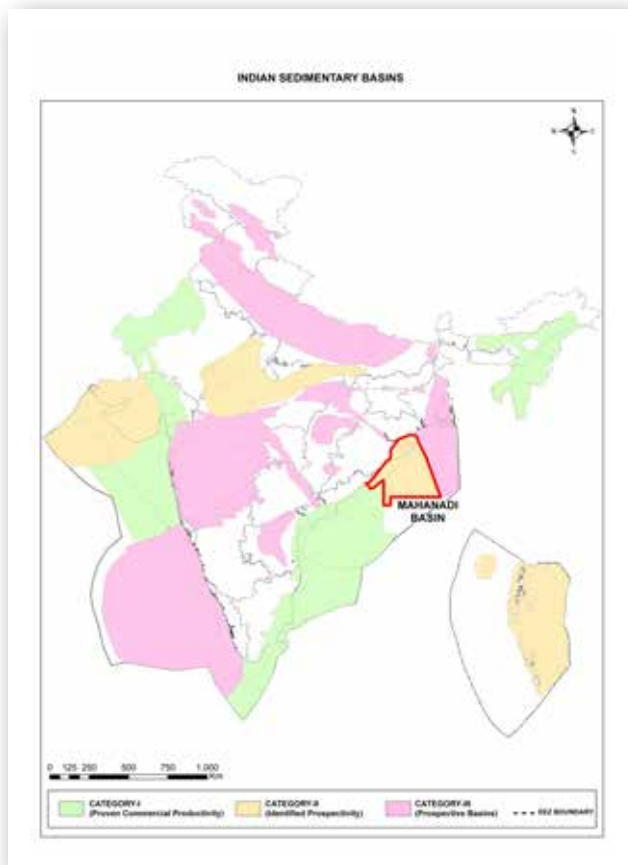 INDIAN SEDIMENTARY BASINS
N
W E
S
MAHANADI
BASIN
0 125 250 500 750 1,000
Km
CATEGORY-I
(Proven Commercial Productivity)
CATEGORY-II
(Identified Prospectivity)
CATEGORY-III
(Prospective Basins)
EEZ BOUNDARY